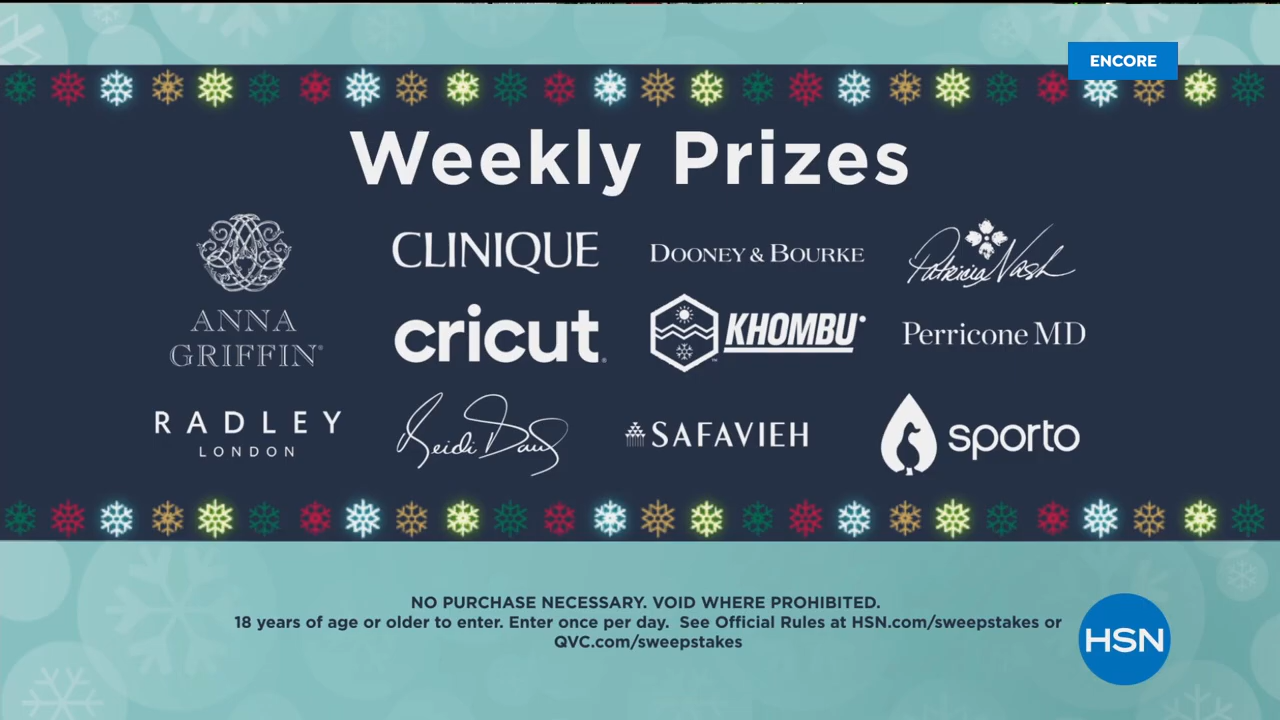 ENCORE
Weekly Prizes
CLINIQUE
DOONEY & BOURKE
Patricia Nash
ANNA
GRIFFIN®
cricut®
KHOMBU
Perricone MD
RADLEY
LONDON
Heidi Daus
SAFAVIEH
sporto
NO PURCHASE NECESSARY. VOID WHERE PROHIBITED.
18 years of age or older to enter. Enter once per day. See Official Rules at HSN.com/sweepstakes or
QVC.com/sweepstakes
HSN